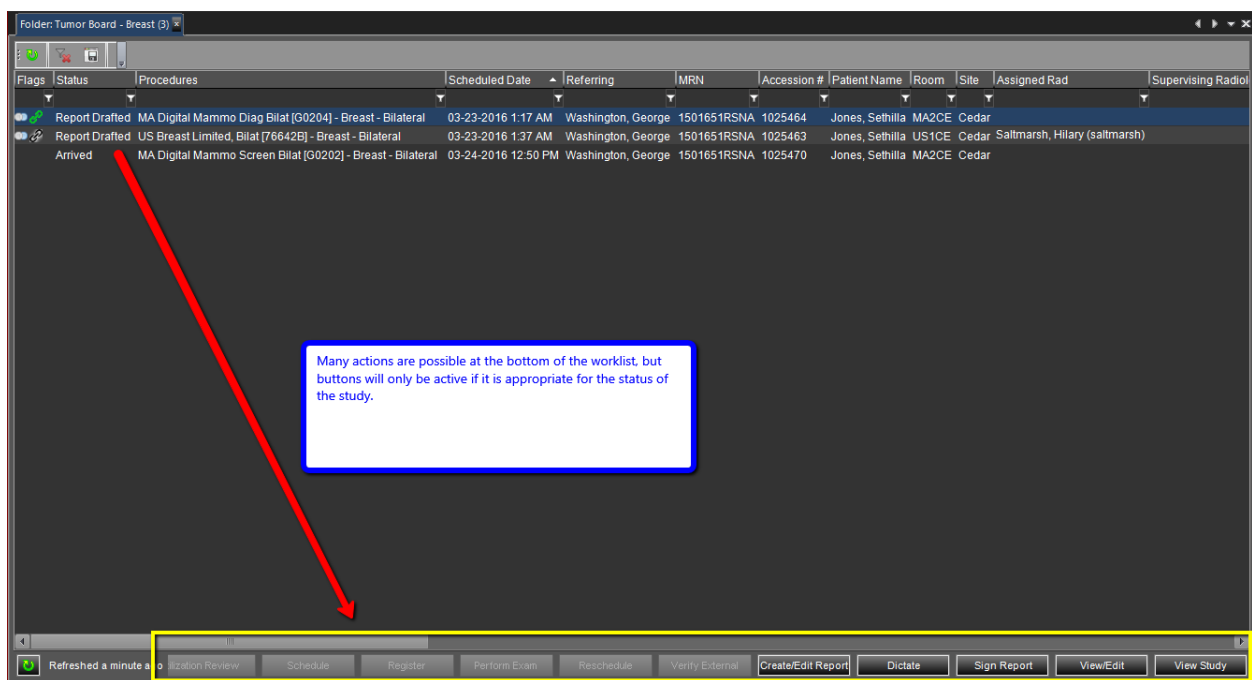 Folder: Tumor Board - Breast (3)
Flags Status Procedures Scheduled Date Referring MRN Accession # Patient Name Room Site Assigned Rad Supervising Radiol
Report Drafted MA Digital Mammo Diag Bilat [G0204] - Breast - Bilateral 03-23-2016 1:17 AM Washington, George 1501651RSNA 1025464 Jones, Sethilla MA2CE Cedar
Report Drafted US Breast Limited, Bilat [76642B] - Breast - Bilateral 03-23-2016 1:37 AM Washington, George 1501651RSNA 1025463 Jones, Sethilla US1CE Cedar Saltmarsh, Hilary (saltmarsh)
Arrived MA Digital Mammo Screen Bilat [G0202] - Breast - Bilateral 03-24-2016 12:50 PM Washington, George 1501651RSNA 1025470 Jones, Sethilla MA2CE Cedar
Many actions are possible at the bottom of the worklist, but
buttons will only be active if it is appropriate for the status of
the study.
Refreshed a minute ago ilization Review Schedule Register Perform Exam Reschedule Verify External Create/Edit Report Dictate Sign Report View/Edit View Study